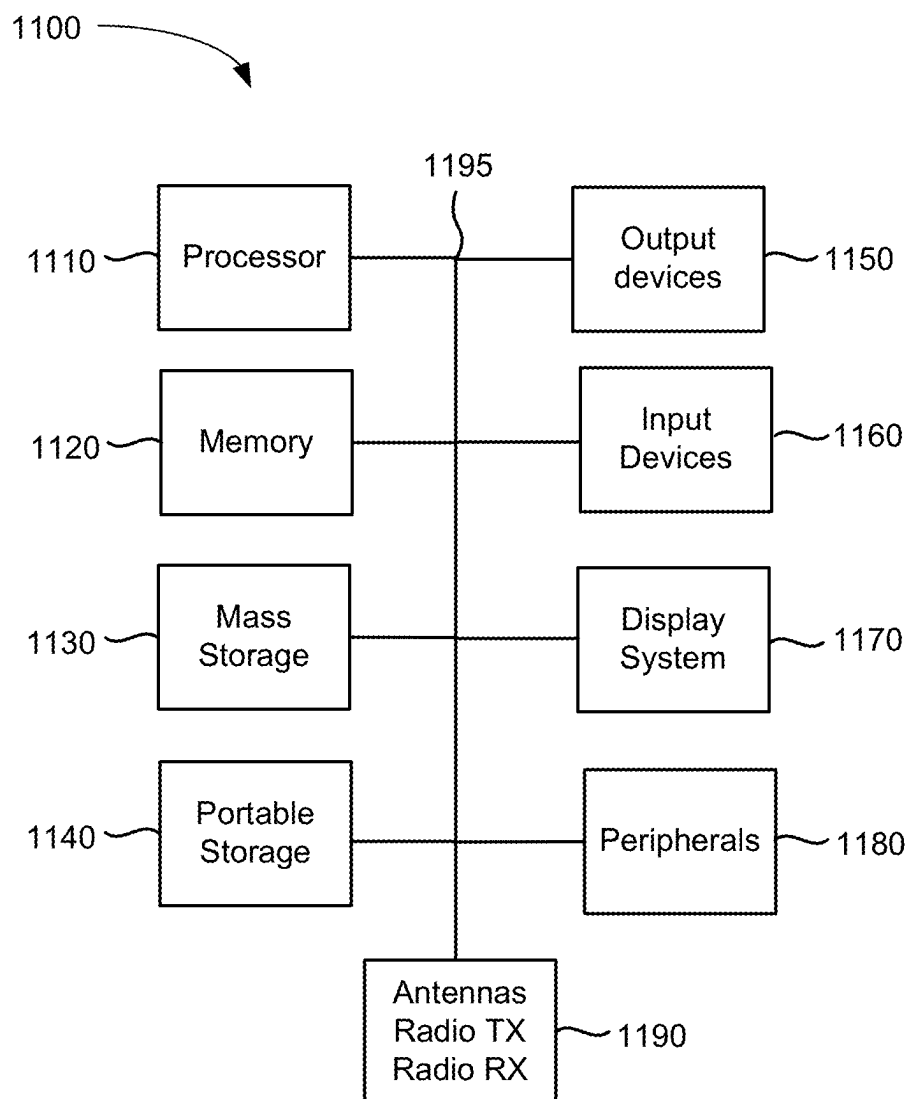 1100
1195
1110
Processor
Output
devices
1150
1120
Memory
Input
Devices
1160
1130
Mass
Storage
Display
System
1170
1140
Portable
Storage
Peripherals
1180
Antennas
Radio TX
Radio RX
1190